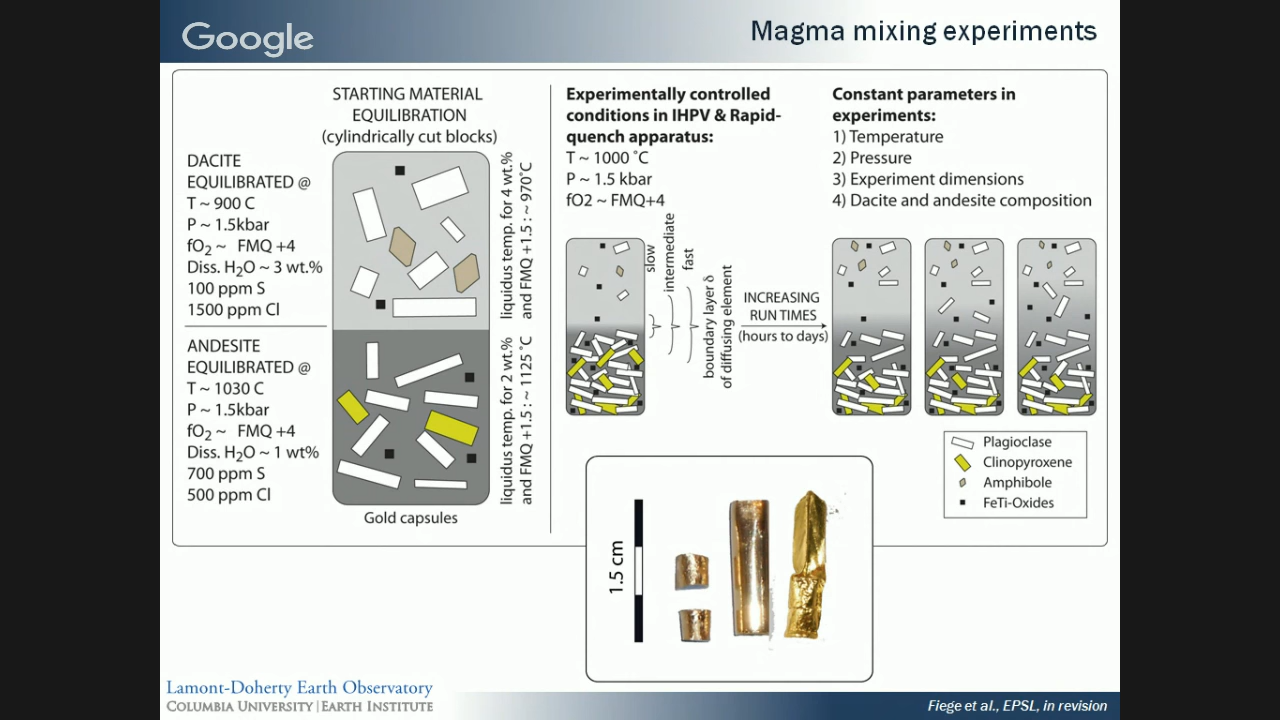 Google
Magma mixing experiments
STARTING MATERIAL
EQUILIBRATION
(cylindrically cut blocks)
DACITE
EQUILIBRATED @
T ~ 900 C
P ~ 1.5kbar
fO₂ ~ FMQ +4
Diss. H₂O ~ 3 wt.%
100 ppm S
1500 ppm Cl
ANDESITE
EQUILIBRATED @
T ~ 1030 C
P ~ 1.5kbar
fO₂ ~ FMQ +4
Diss. H₂O ~ 1 wt%
700 ppm S
500 ppm Cl
liquidus temp. for 4 wt.%
and FMQ +1.5 : ~ 970˚C
liquidus temp. for 2 wt.%
and FMQ +1.5 : ~ 1125 ˚C
Gold capsules
Experimentally controlled
conditions in IHPV & Rapid-
quench apparatus:
T ~ 1000 ˚C
P ~ 1.5 kbar
fO2 ~ FMQ+4
slow
intermediate
fast
boundary layer δ
of diffusing element
INCREASING
RUN TIMES
(hours to days)
Constant parameters in
experiments:
1) Temperature
2) Pressure
3) Experiment dimensions
4) Dacite and andesite composition
Plagioclase
Clinopyroxene
Amphibole
FeTi-Oxides
1.5 cm
Lamont-Doherty Earth Observatory
COLUMBIA UNIVERSITY | EARTH INSTITUTE
Fiege et al., EPSL, in revision